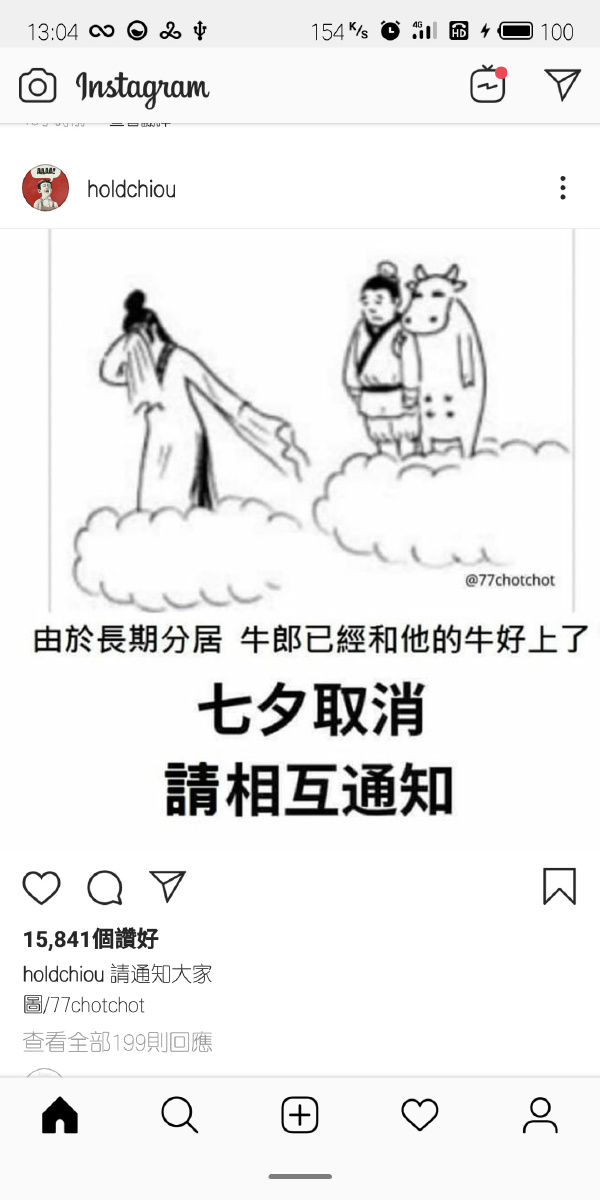 13:04
154 K/s 4G HD 100
Instagram
AAAA!
holdchiou
@77chotchot
由於長期分居 牛郎已經和他的牛好上了
七夕取消
請相互通知
15,841個讚好
holdchiou 請通知大家
圖/77chotchot
查看全部199則回應